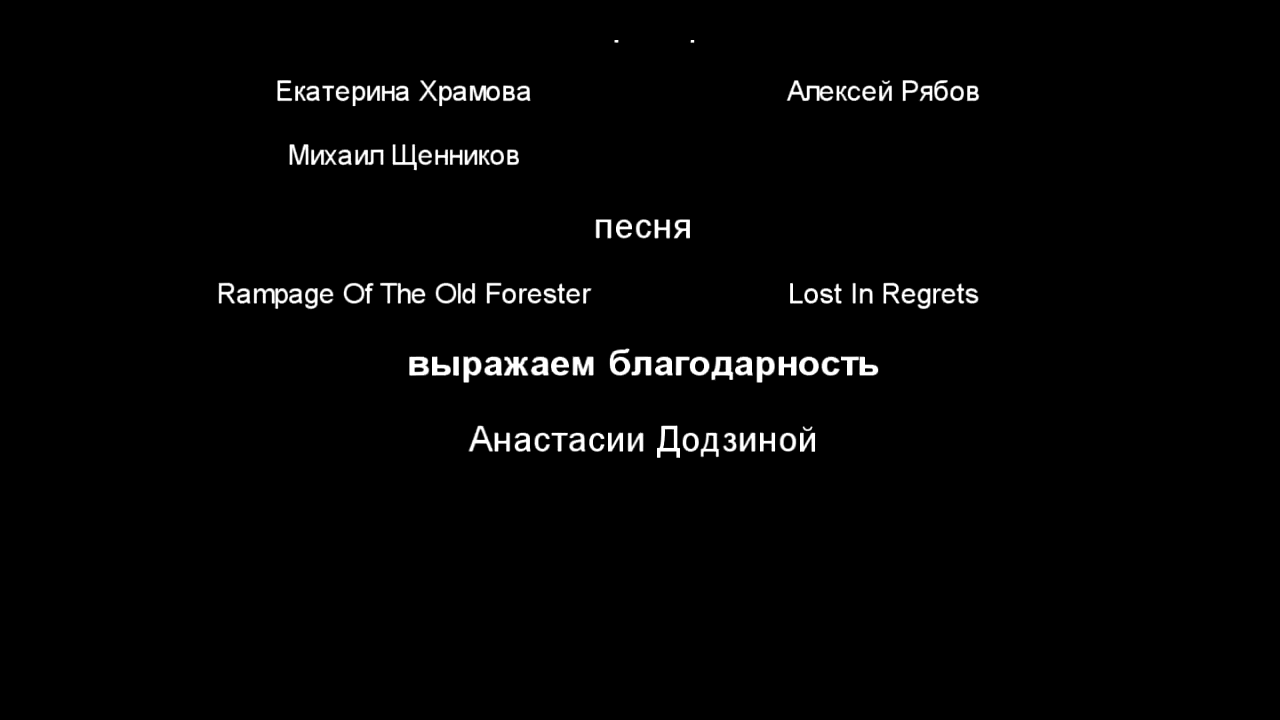 Екатерина Храмова Алексей Рябов
Михаил Щенников
песня
Rampage Of The Old Forester Lost In Regrets
выражаем благодарность
Анастасии Додзиной